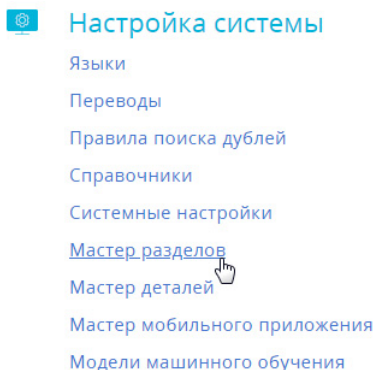 Настройка системы
Языки
Переводы
Правила поиска дублей
Справочники
Системные настройки
Мастер разделов
Мастер деталей
Мастер мобильного приложения
Модели машинного обучения